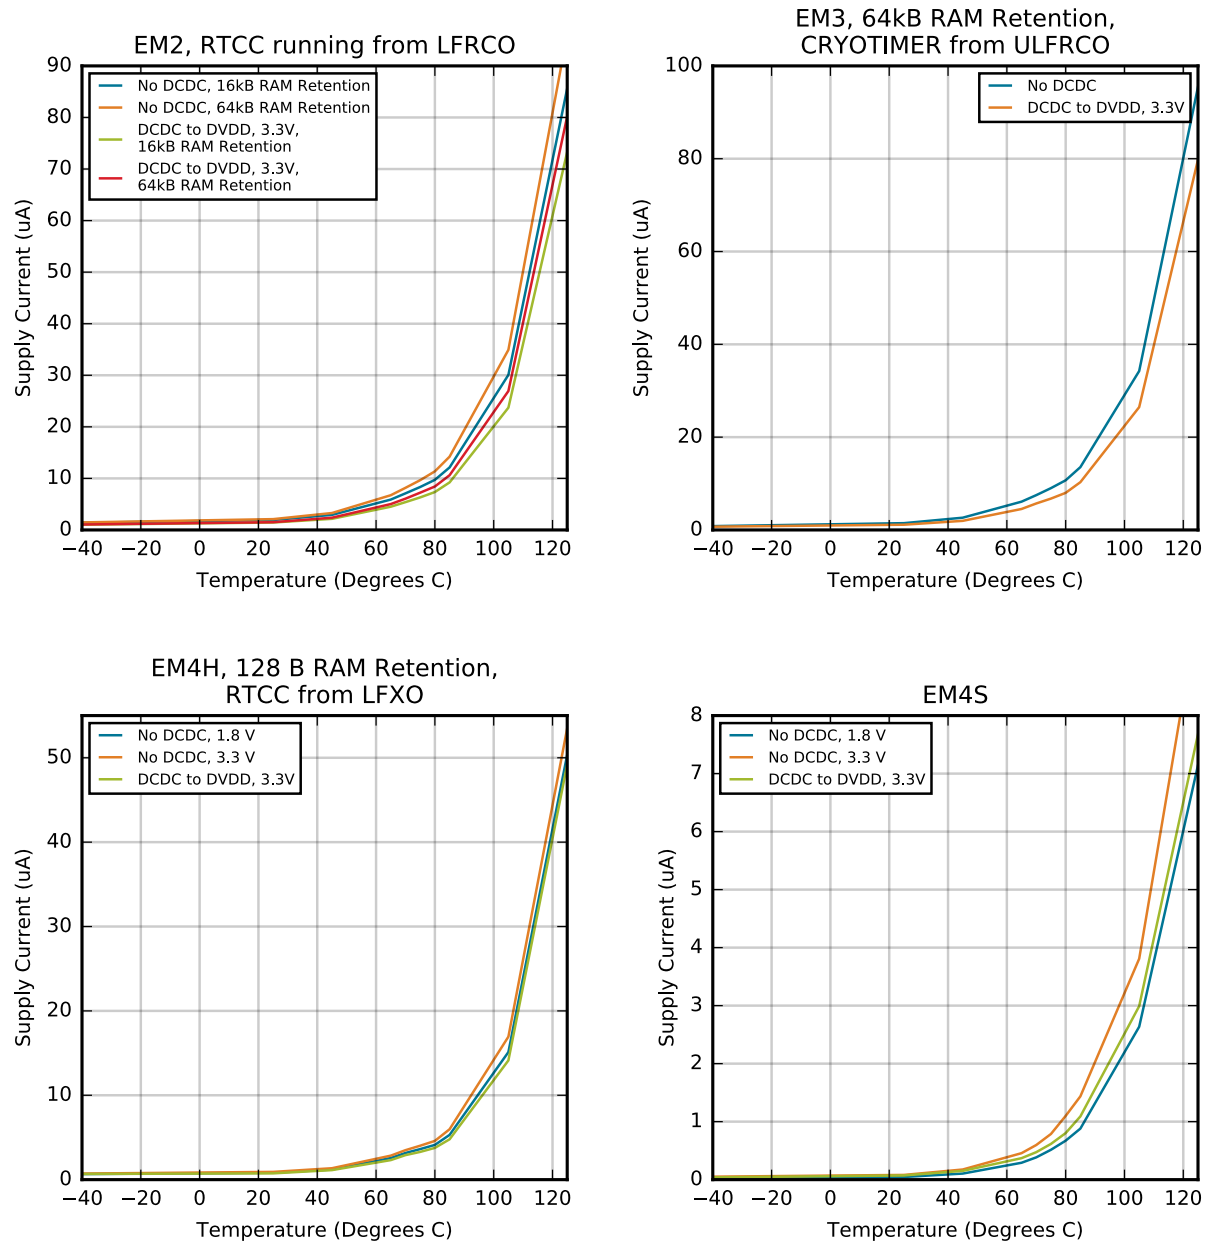 EM2, RTCC running from LFRCO
90
80
70
60
50
40
30
20
10
0
Supply Current (uA)
No DCDC, 16kB RAM Retention
No DCDC, 64kB RAM Retention
DCDC to DVDD, 3.3V,
16kB RAM Retention
DCDC to DVDD, 3.3V,
64kB RAM Retention
−40 −20 0 20 40 60 80 100 120
Temperature (Degrees C)
EM3, 64kB RAM Retention,
CRYOTIMER from ULFRCO
100
80
60
40
20
0
Supply Current (uA)
No DCDC
DCDC to DVDD, 3.3V
−40 −20 0 20 40 60 80 100 120
Temperature (Degrees C)
EM4H, 128 B RAM Retention,
RTCC from LFXO
50
40
30
20
10
0
Supply Current (uA)
No DCDC, 1.8 V
No DCDC, 3.3 V
DCDC to DVDD, 3.3V
−40 −20 0 20 40 60 80 100 120
Temperature (Degrees C)
EM4S
8
7
6
5
4
3
2
1
0
Supply Current (uA)
No DCDC, 1.8 V
No DCDC, 3.3 V
DCDC to DVDD, 3.3V
−40 −20 0 20 40 60 80 100 120
Temperature (Degrees C)